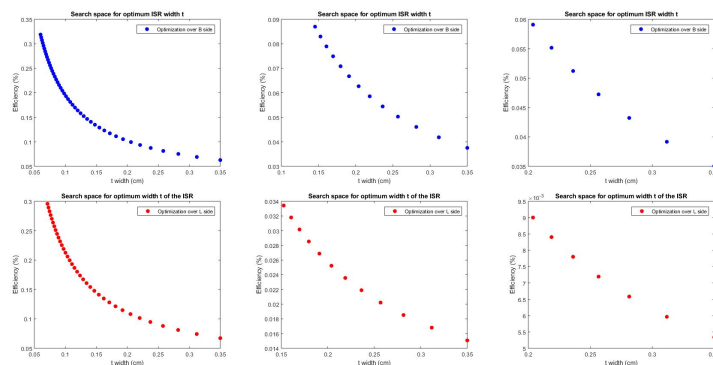 Search space for optimum ISR width t
Optimization over B side
Efficiency (%)
0.35
0.3
0.25
0.2
0.15
0.1
0.05
0.05 0.1 0.15 0.2 0.25 0.3 0.35
t width (cm)
Search space for optimum ISR width t
Optimization over B side
Efficiency (%)
0.09
0.08
0.07
0.06
0.05
0.04
0.03
0.1 0.15 0.2 0.25 0.3 0.35
t width (cm)
Search space for optimum ISR width t
Optimization over B side
Efficiency (%)
0.06
0.055
0.05
0.045
0.04
0.035
0.2 0.25 0.3 0.35
t width (cm)
Search space for optimum width t of the ISR
Optimization over L side
Efficiency (%)
0.3
0.25
0.2
0.15
0.1
0.05
0.05 0.1 0.15 0.2 0.25 0.3 0.35
t width (cm)
Search space for optimum width t of the ISR
Optimization over L side
Efficiency (%)
0.034
0.032
0.03
0.028
0.026
0.024
0.022
0.02
0.018
0.016
0.014
0.15 0.2 0.25 0.3 0.35
t width (cm)
Search space for optimum width t of the ISR
×10-3
Optimization over L side
Efficiency (%)
9.5
9
8.5
8
7.5
7
6.5
6
5.5
5
0.2 0.25 0.3 0.35
t width (cm)